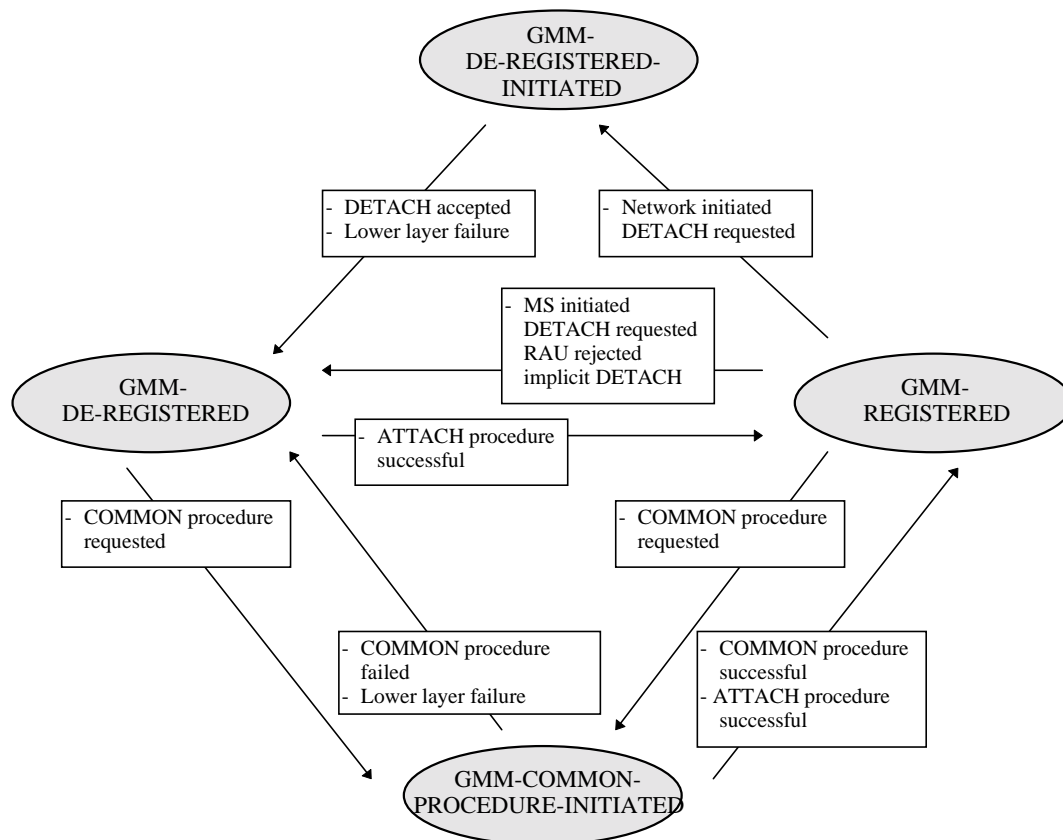 GMM-
DE-REGISTERED-
INITIATED
- DETACH accepted
- Lower layer failure
- Network initiated
DETACH requested
- MS initiated
DETACH requested
RAU rejected
implicit DETACH
GMM-
DE-REGISTERED
GMM-
REGISTERED
- ATTACH procedure
successful
- COMMON procedure
requested
- COMMON procedure
requested
- COMMON procedure
failed
- Lower layer failure
- COMMON procedure
successful
- ATTACH procedure
successful
GMM-COMMON-
PROCEDURE-INITIATED